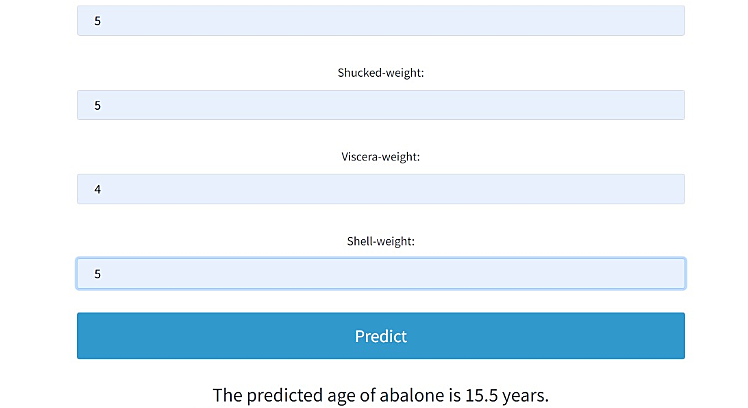 5
Shucked-weight:
5
Viscera-weight:
4
Shell-weight:
5
Predict
The predicted age of abalone is 15.5 years.